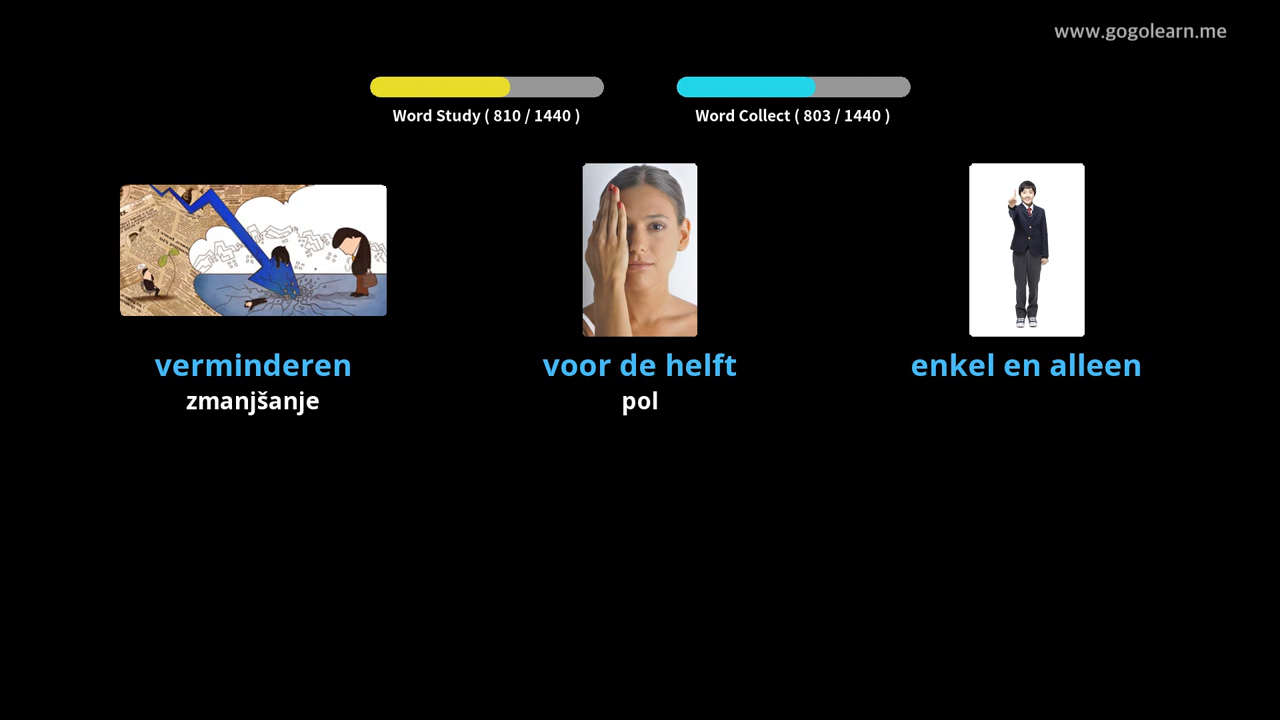 www.gogolearn.me
Word Study ( 810 / 1440 )
Word Collect ( 803 / 1440 )
verminderen
zmanjšanje
voor de helft
pol
enkel en alleen